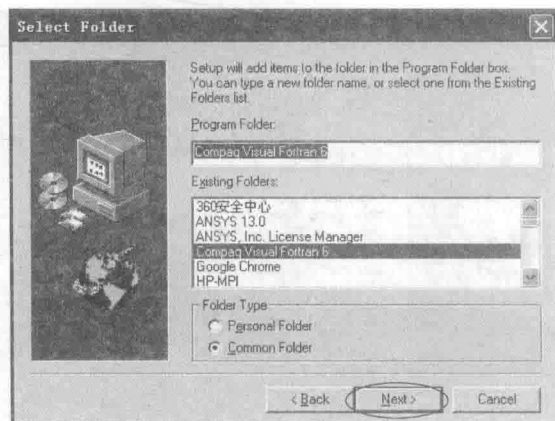 Select Folder
Setup will add items to the folder in the Program Folder box.
You can type a new folder name, or select one from the Existing
Folders list.
Program Folder:
Compaq Visual Fortran 6
Existing Folders:
360安全中心
ANSYS 13.0
ANSYS, Inc. License Manager
Compaq Visual Fortran 6
Google Chrome
HP-MPI
Folder Type
Personal Folder
Common Folder
< Back
Next >
Cancel